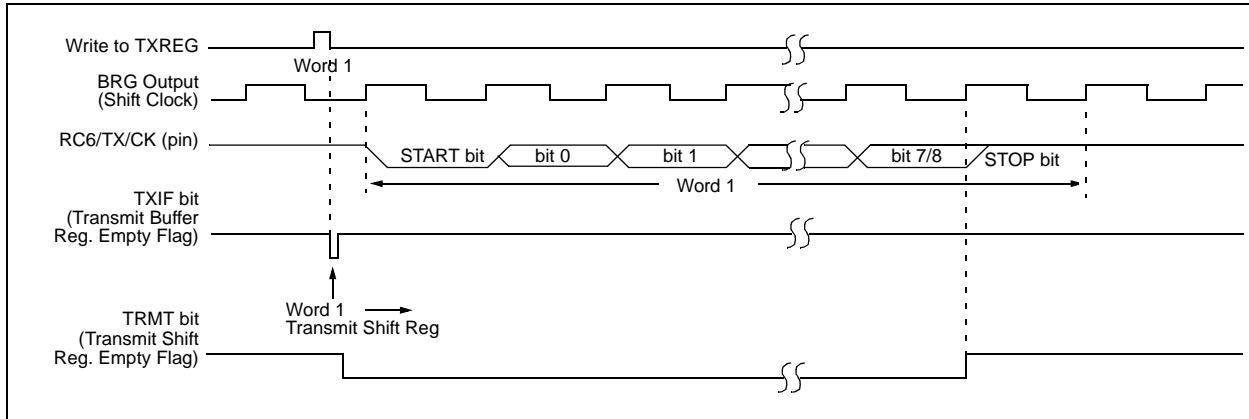 Write to TXREG
Word 1
BRG Output
(Shift Clock)
RC6/TX/CK (pin)
START bit
bit 0
bit 1
bit 7/8
STOP bit
Word 1
TXIF bit
(Transmit Buffer
Reg. Empty Flag)
Word 1
Transmit Shift Reg
TRMT bit
(Transmit Shift
Reg. Empty Flag)